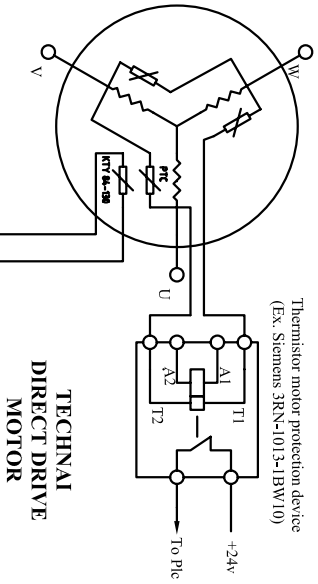 V
W
PTC
KTY 84-130
U
Thermistor motor protection device
(Ex. Siemens 3RN-1013-1BW10)
A2
A1
T2
T1
To Plc
+24v
TECHNAI
DIRECT DRIVE
MOTOR